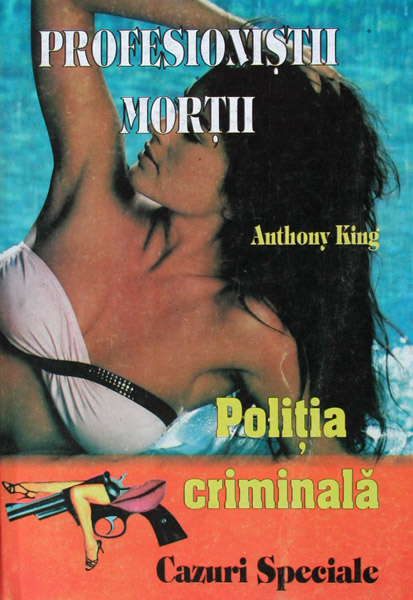 PROFESIONIȘTII
MORȚII
Anthony King
Poliția
criminală
Cazuri Speciale